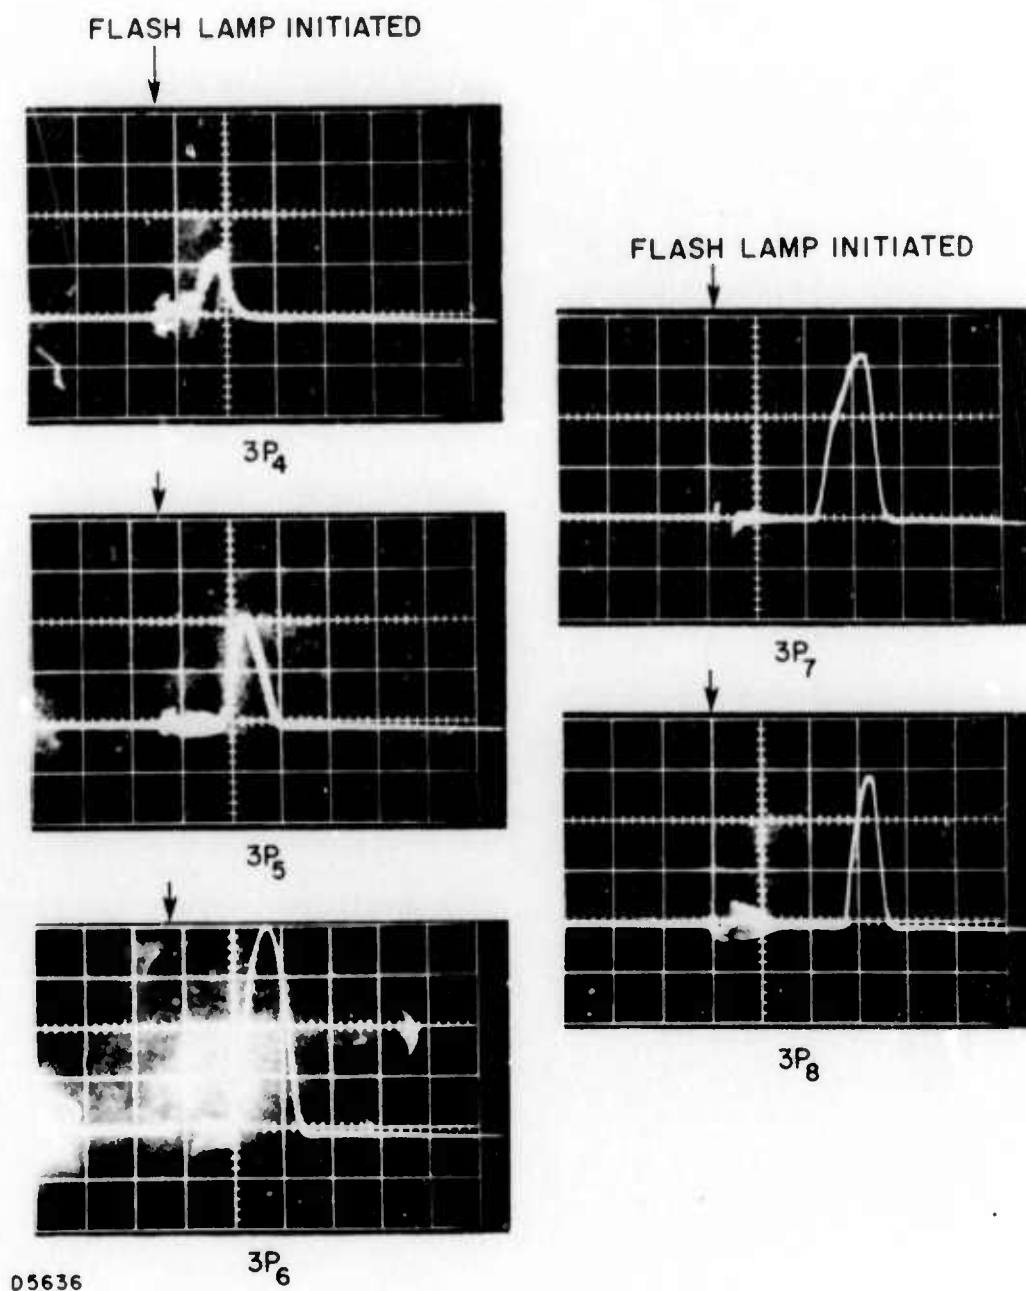 FLASH LAMP INITIATED
3P₄
3P₅
3P₆
D5636
FLASH LAMP INITIATED
3P₇
3P₈